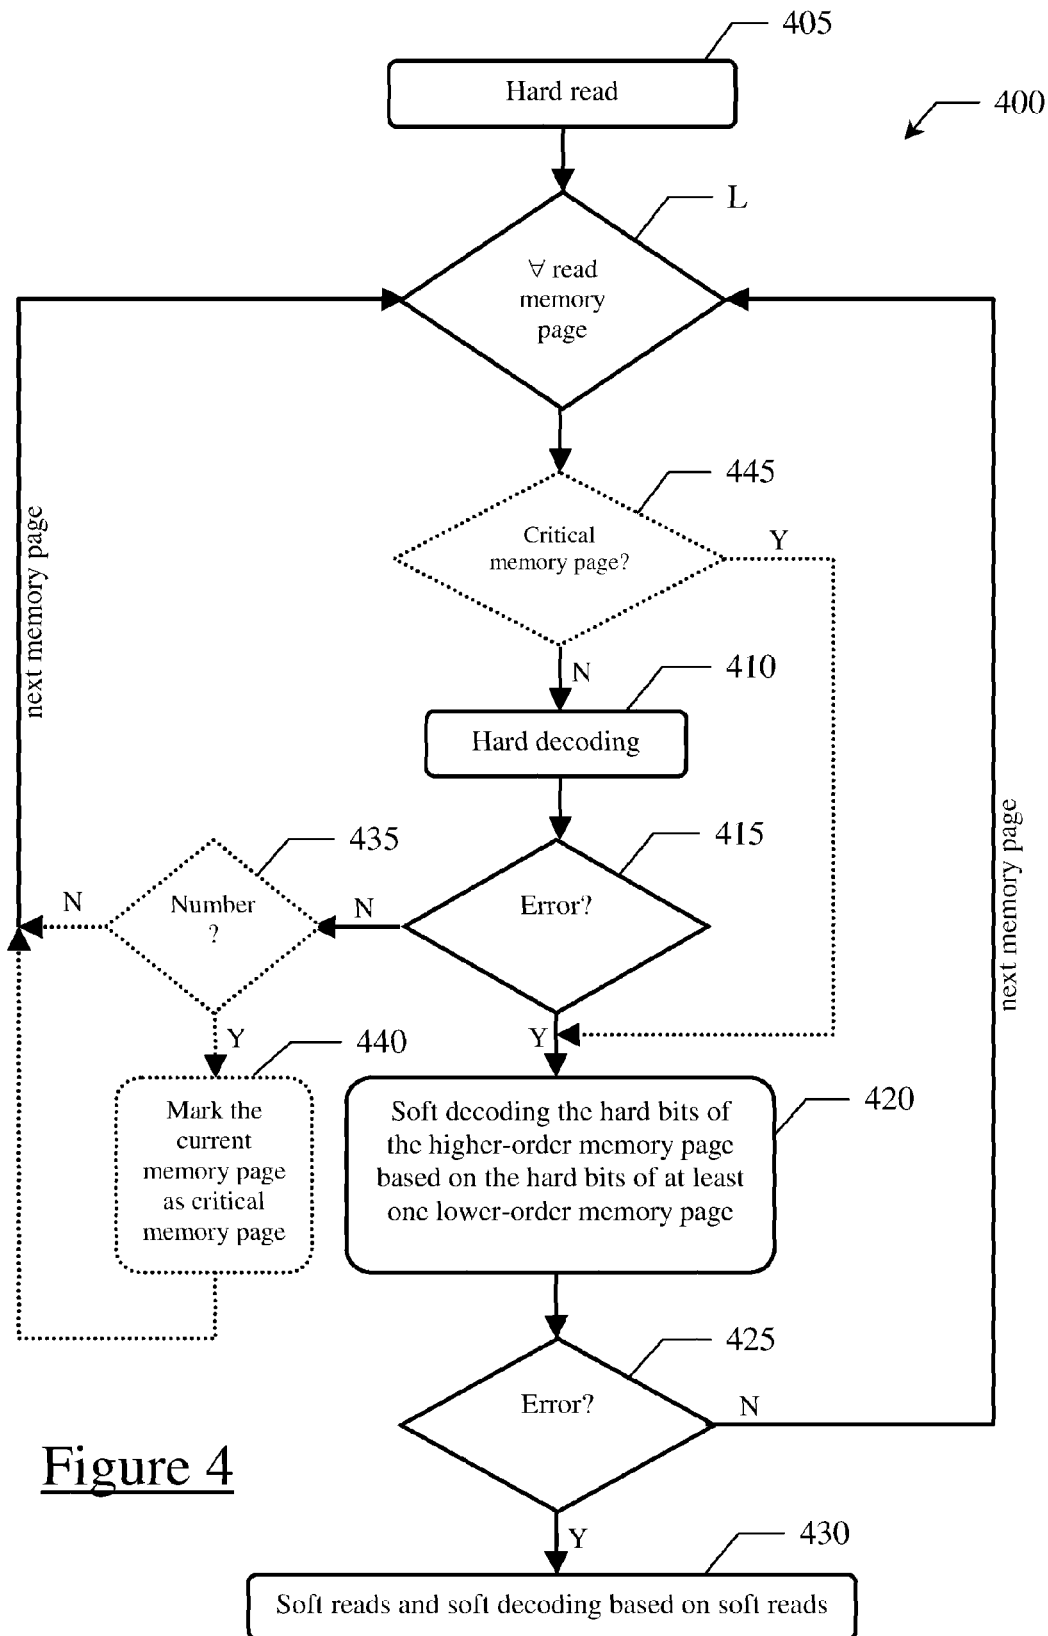 405
Hard read
400
L
∀ read
memory
page
445
Critical
memory page?
Y
next memory page
N
410
Hard decoding
435
415
N
Number
?
N
Error?
next memory page
Y
Y
440
Mark the
current
memory page
as critical
memory page
Soft decoding the hard bits of
the higher-order memory page
based on the hard bits of at least
one lower-order memory page
420
425
Error?
N
Figure 4
Y
430
Soft reads and soft decoding based on soft reads